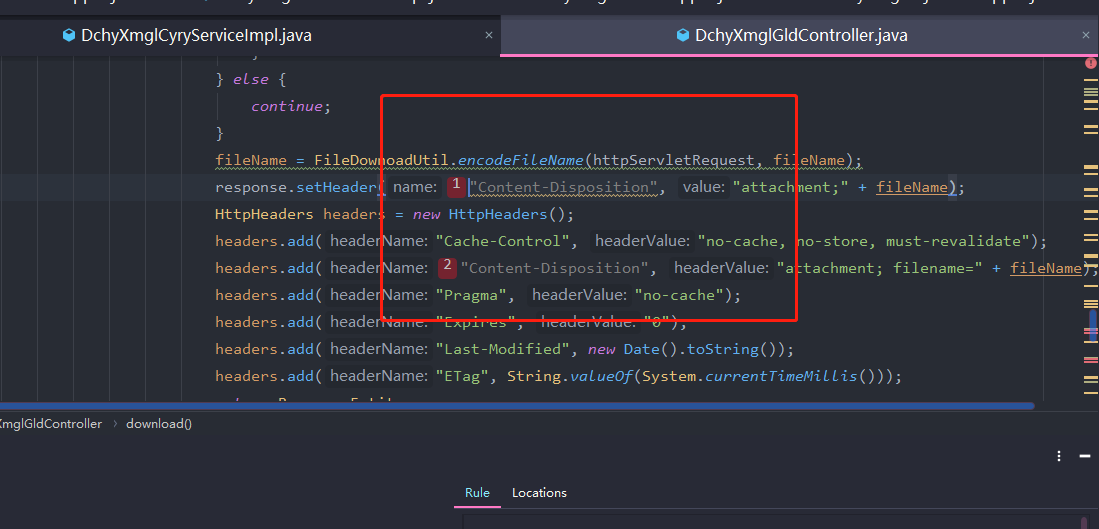 DchyXmglCyryServiceImpl.java × DchyXmglGldController.java ×
}
} else {
continue;
}
fileName = FileDownoadUtil.encodeFileName(httpServletRequest, fileName);
response.setHeader( name: 1 "Content-Disposition", value: "attachment;" + fileName);
HttpHeaders headers = new HttpHeaders();
headers.add( headerName: "Cache-Control", headerValue: "no-cache, no-store, must-revalidate");
headers.add( headerName: 2 "Content-Disposition", headerValue: "attachment; filename=" + fileName);
headers.add( headerName: "Pragma", headerValue: "no-cache");
headers.add( headerName: "Expires", headerValue: "0");
headers.add( headerName: "Last-Modified", new Date().toString());
headers.add( headerName: "ETag", String.valueOf(System.currentTimeMillis()));
XmglGldController › download()
Rule Locations